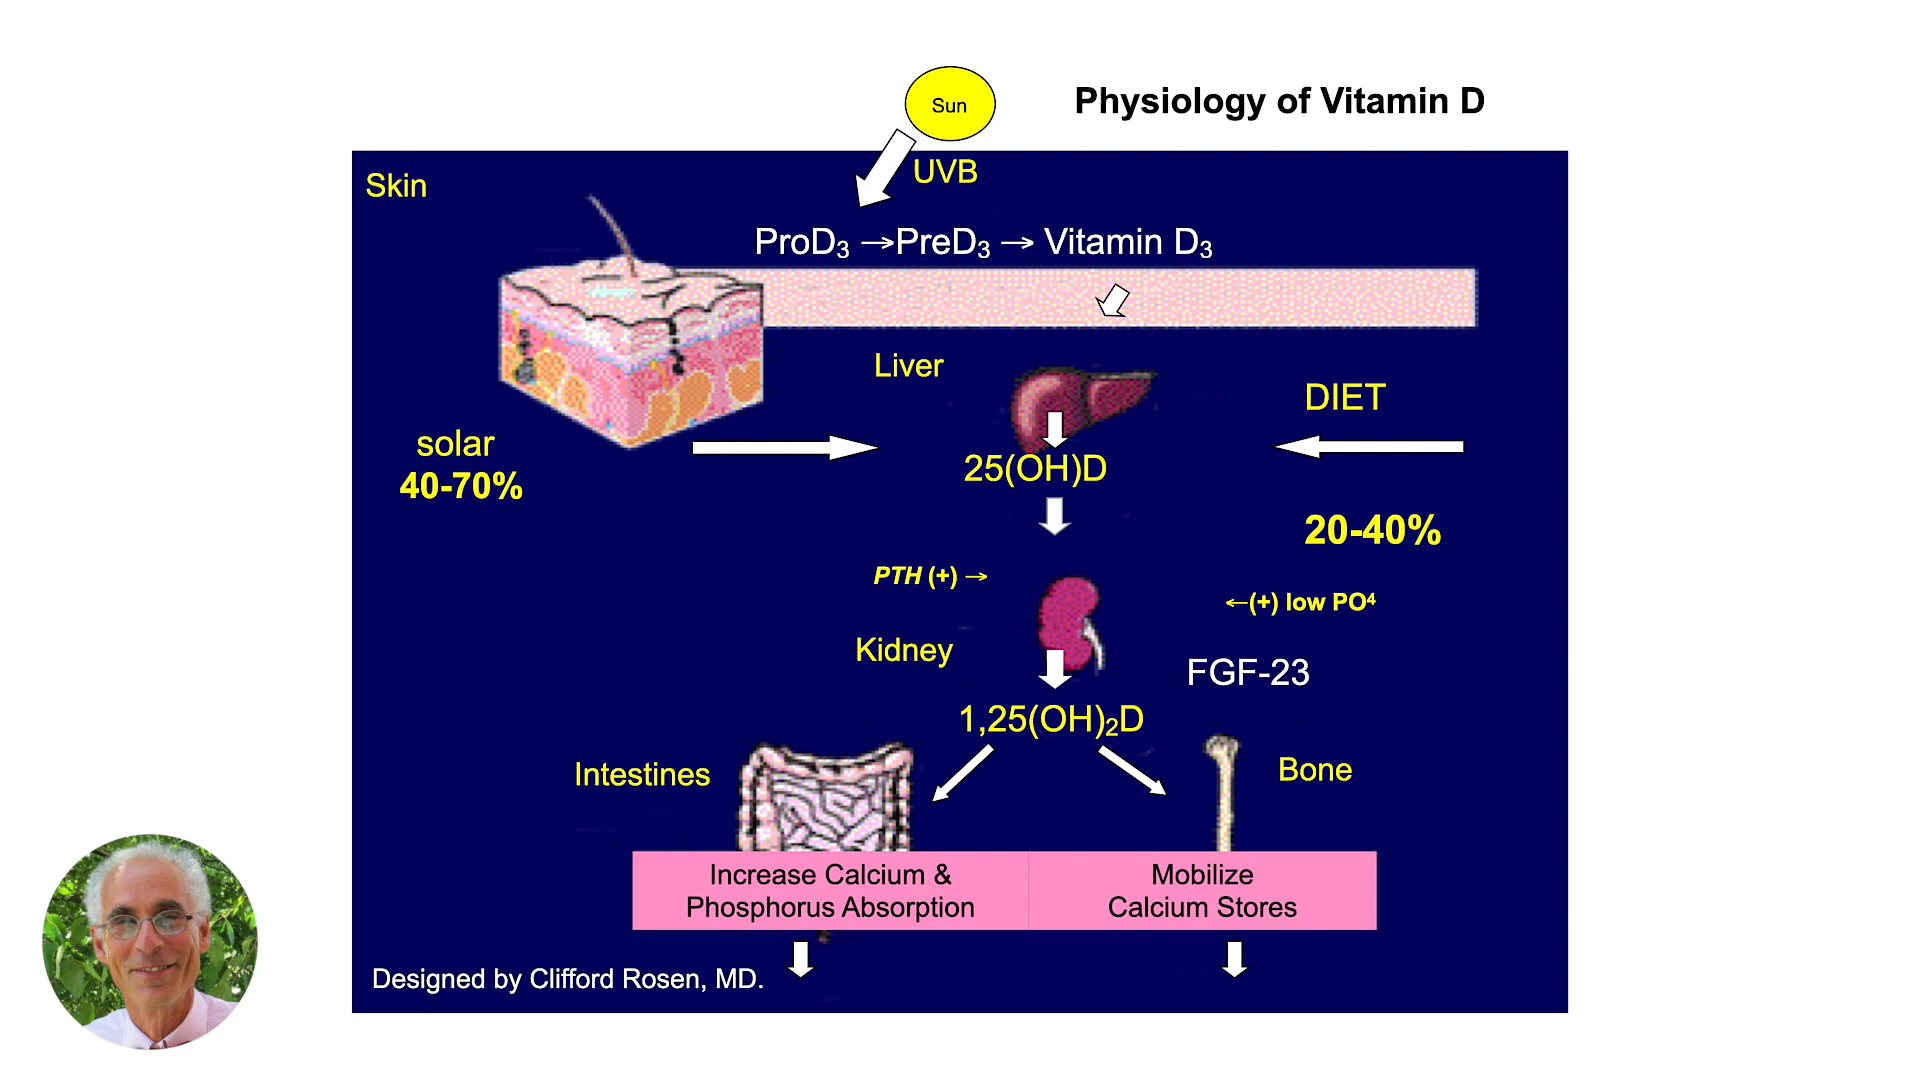 Sun
Physiology of Vitamin D
UVB
Skin
ProD₃ →PreD₃ → Vitamin D₃
Liver
DIET
solar
40-70%
25(OH)D
20-40%
PTH (+) →
←(+) low PO⁴
Kidney
FGF-23
1,25(OH)₂D
Intestines
Bone
Increase Calcium &
Phosphorus Absorption
Mobilize
Calcium Stores
Designed by Clifford Rosen, MD.